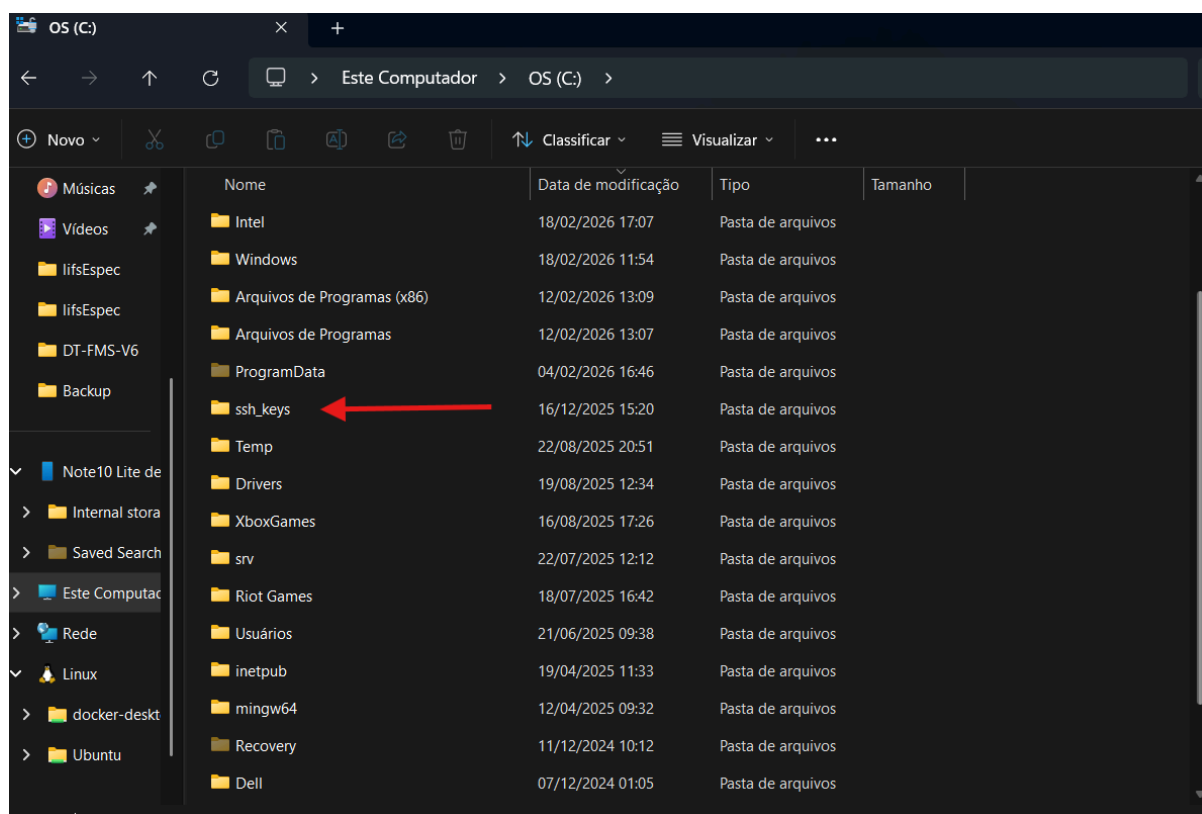 OS (C:)
Este Computador > OS (C:) >
Novo
Classificar
Visualizar
Músicas
Vídeos
lifsEspec
lifsEspec
DT-FMS-V6
Backup
Note10 Lite de
Internal stora
Saved Search
Este Computad
Rede
Linux
docker-deskt
Ubuntu
Nome Data de modificação Tipo Tamanho
Intel 18/02/2026 17:07 Pasta de arquivos
Windows 18/02/2026 11:54 Pasta de arquivos
Arquivos de Programas (x86) 12/02/2026 13:09 Pasta de arquivos
Arquivos de Programas 12/02/2026 13:07 Pasta de arquivos
ProgramData 04/02/2026 16:46 Pasta de arquivos
ssh_keys 16/12/2025 15:20 Pasta de arquivos
Temp 22/08/2025 20:51 Pasta de arquivos
Drivers 19/08/2025 12:34 Pasta de arquivos
XboxGames 16/08/2025 17:26 Pasta de arquivos
srv 22/07/2025 12:12 Pasta de arquivos
Riot Games 18/07/2025 16:42 Pasta de arquivos
Usuários 21/06/2025 09:38 Pasta de arquivos
inetpub 19/04/2025 11:33 Pasta de arquivos
mingw64 12/04/2025 09:32 Pasta de arquivos
Recovery 11/12/2024 10:12 Pasta de arquivos
Dell 07/12/2024 01:05 Pasta de arquivos